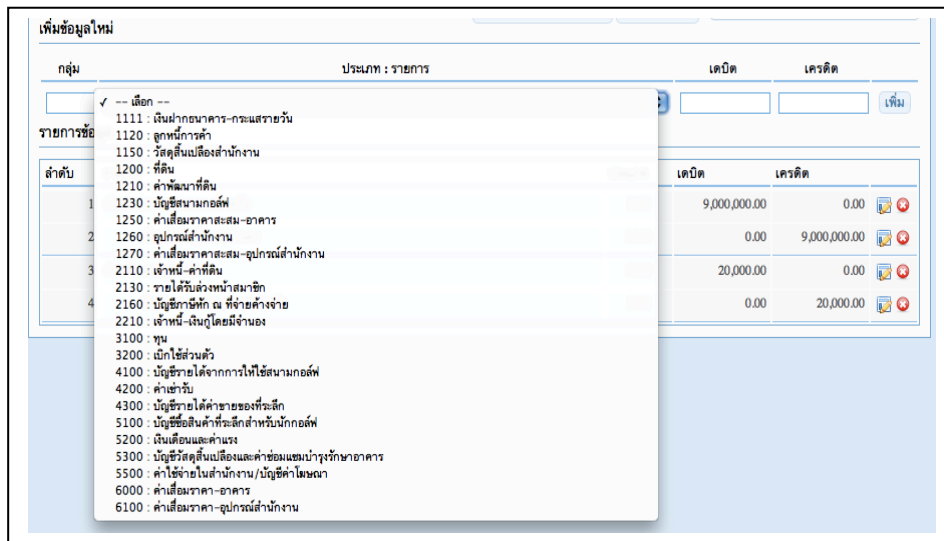 เพิ่มข้อมูลใหม่
กลุ่ม ประเภท : รายการ เดบิต เครดิต
✓ -- เลือก -- เพิ่ม
1111 : เงินฝากธนาคาร-กระแสรายวัน
รายการข้อ
1120 : ลูกหนี้การค้า
1150 : วัสดุสิ้นเปลืองสำนักงาน
ลำดับ เดบิต เครดิต
1200 : ที่ดิน
1210 : ค่าพัฒนาที่ดิน
1 9,000,000.00 0.00
1230 : บัญชีสนามกอล์ฟ
1250 : ค่าเสื่อมราคาสะสม-อาคาร
2 0.00 9,000,000.00
1260 : อุปกรณ์สำนักงาน
1270 : ค่าเสื่อมราคาสะสม-อุปกรณ์สำนักงาน
3 20,000.00 0.00
2110 : เจ้าหนี้-ค่าที่ดิน
2130 : รายได้รับล่วงหน้าสมาชิก
4 0.00 20,000.00
2160 : บัญชีภาษีหัก ณ ที่จ่ายค้างจ่าย
2210 : เจ้าหนี้-เงินกู้โดยมีจำนอง
3100 : ทุน
3200 : เบิกใช้ส่วนตัว
4100 : บัญชีรายได้จากการให้ใช้สนามกอล์ฟ
4200 : ค่าเช่ารับ
4300 : บัญชีรายได้ค่าขายของที่ระลึก
5100 : บัญชีซื้อสินค้าที่ระลึกสำหรับนักกอล์ฟ
5200 : เงินเดือนและค่าแรง
5300 : บัญชีวัสดุสิ้นเปลืองและค่าซ่อมแซมบำรุงรักษาอาคาร
5500 : ค่าใช้จ่ายในสำนักงาน/บัญชีค่าโฆษณา
6000 : ค่าเสื่อมราคา-อาคาร
6100 : ค่าเสื่อมราคา-อุปกรณ์สำนักงาน